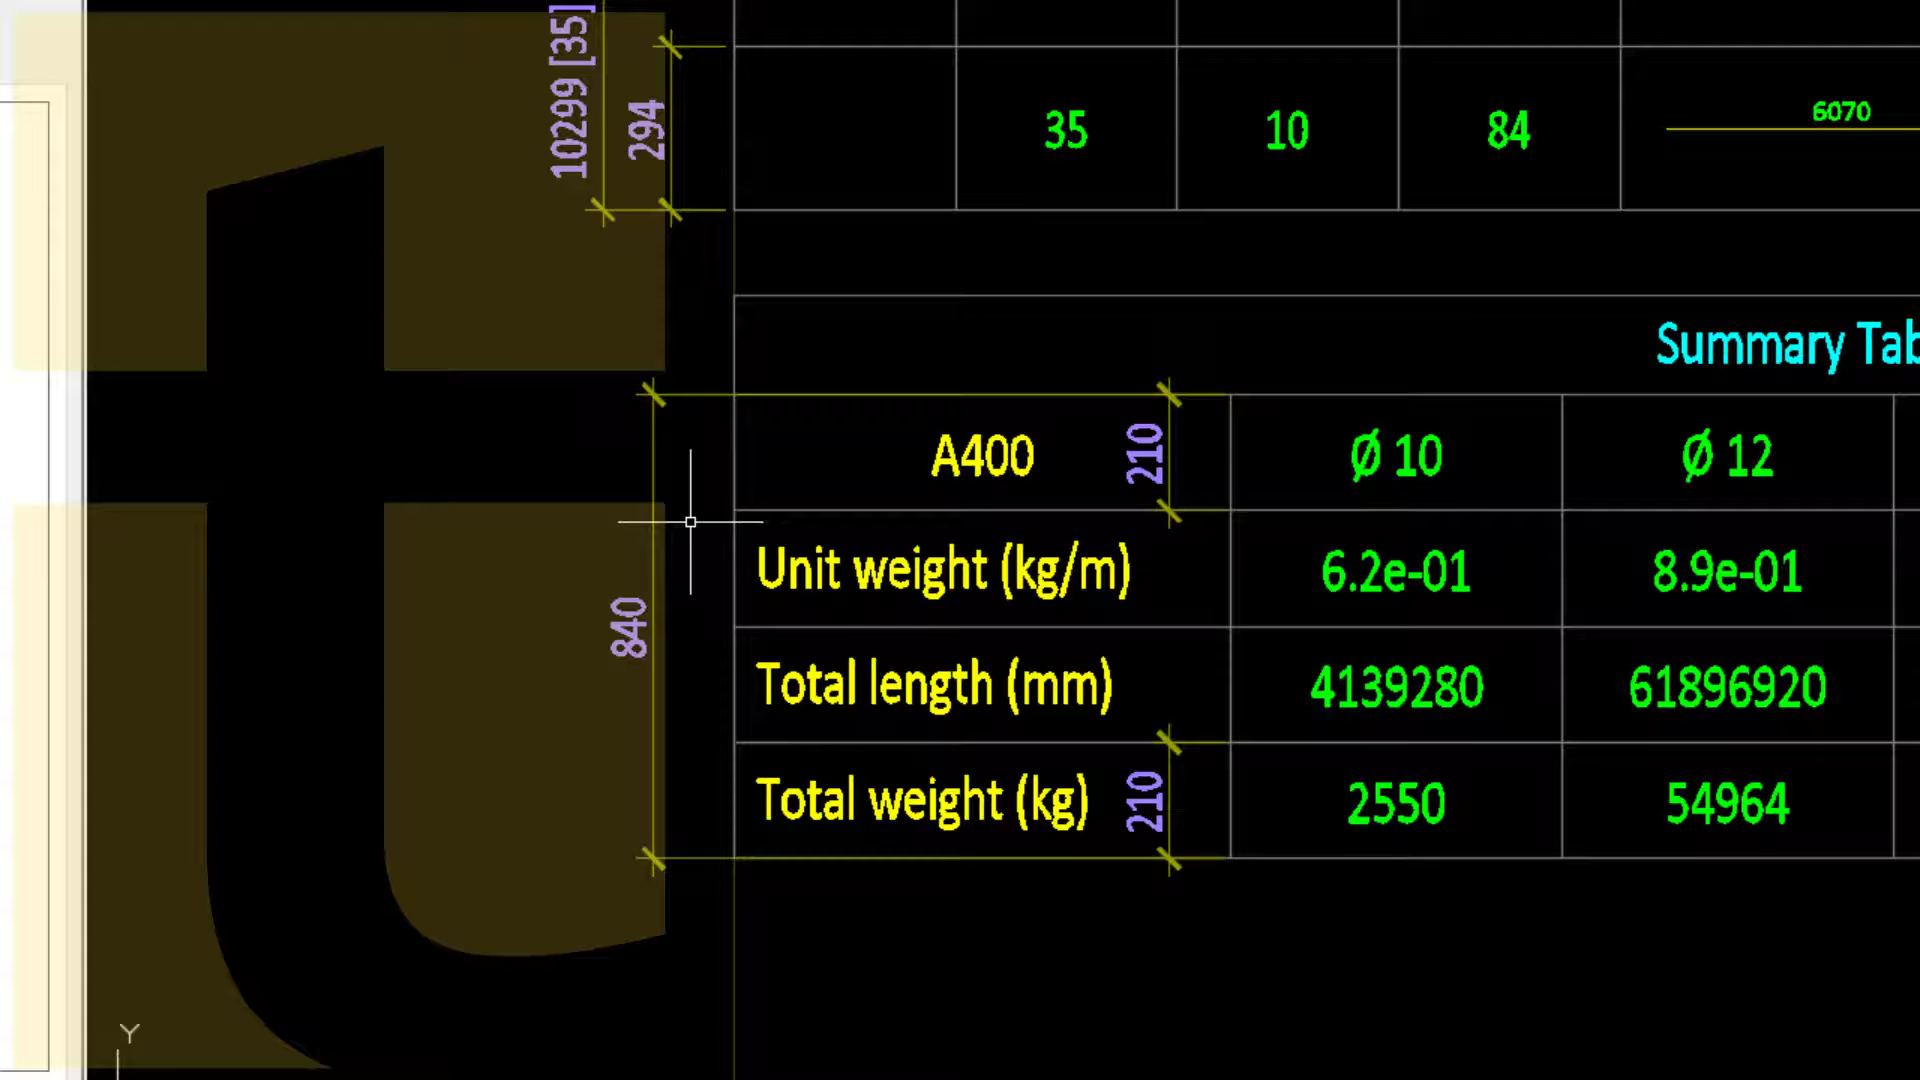 10299 [35]
294
35 10 84 6070
Summary Tab
A400 210 Ø 10 Ø 12
Unit weight (kg/m) 6.2e-01 8.9e-01
840
Total length (mm) 4139280 61896920
Total weight (kg) 210 2550 54964
t
Y